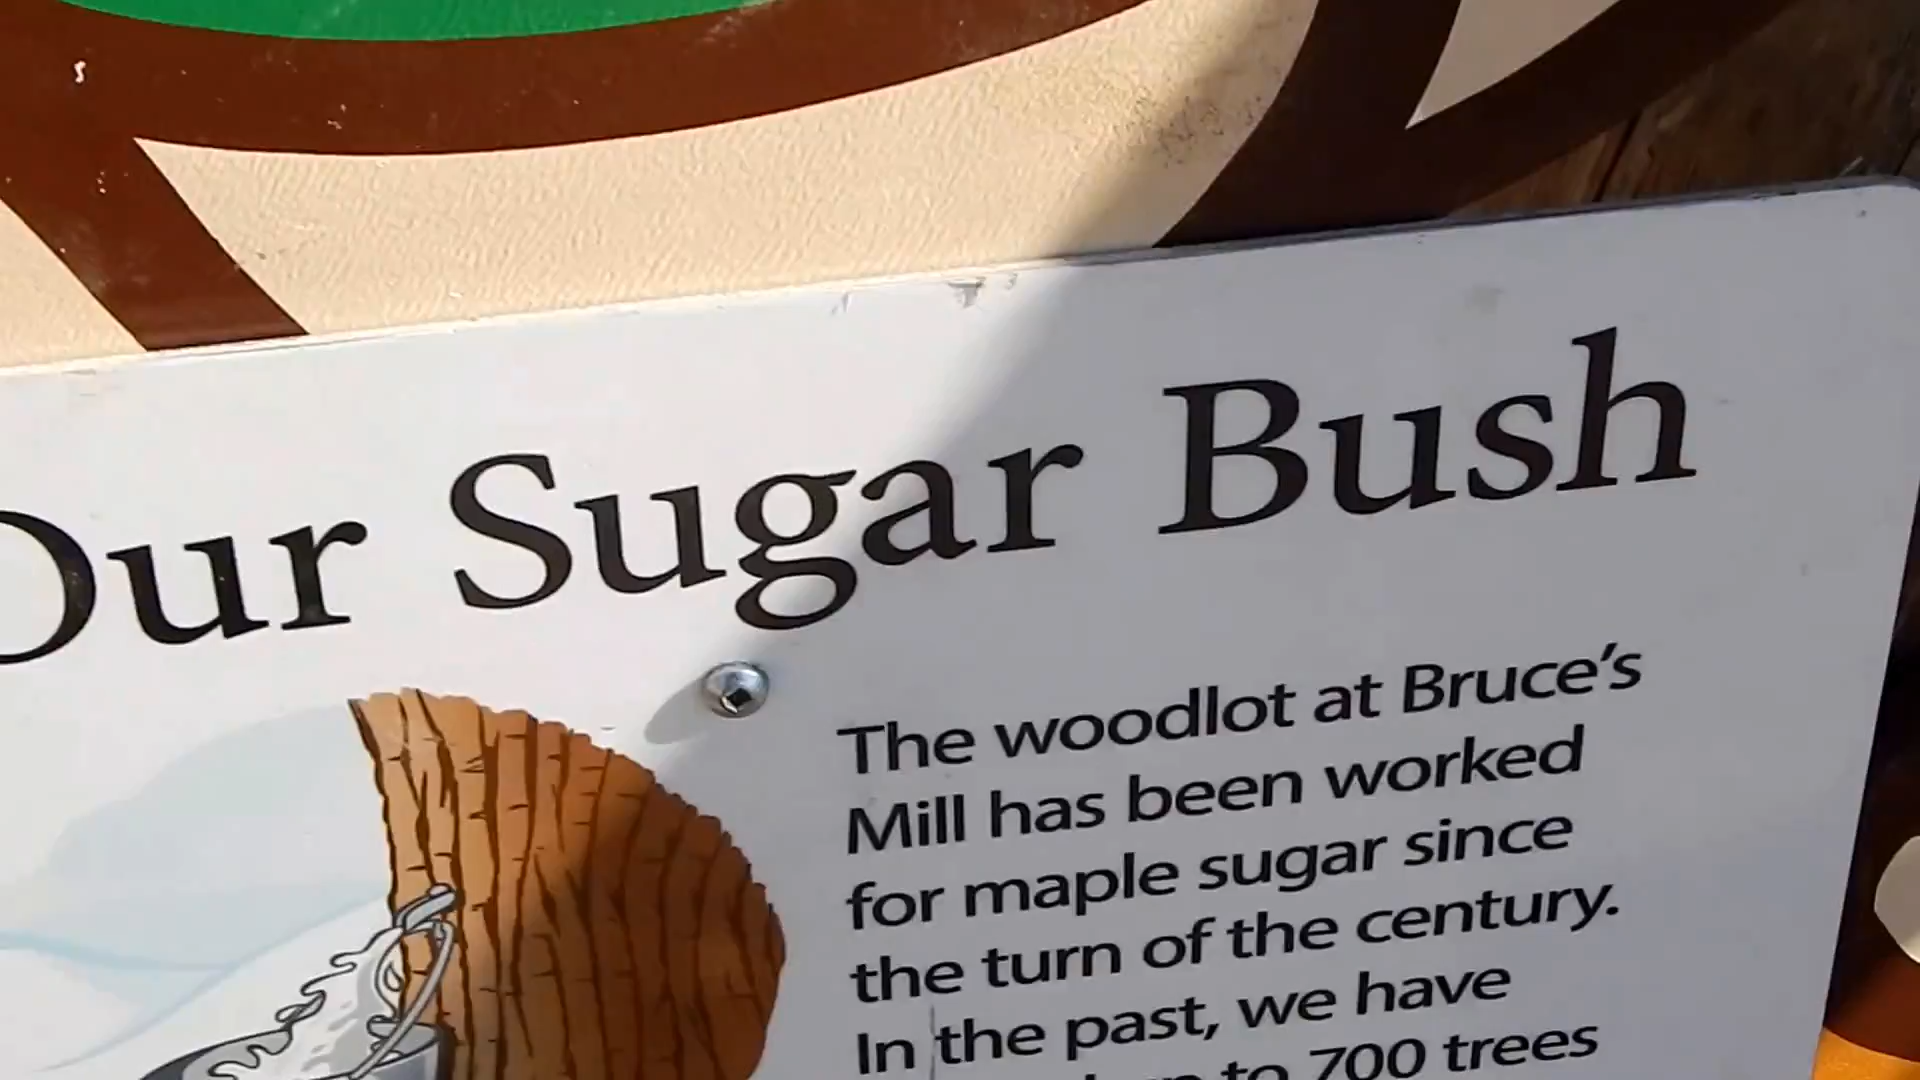 Our Sugar Bush
The woodlot at Bruce's
Mill has been worked
for maple sugar since
the turn of the century.
In the past, we have
to 700 trees